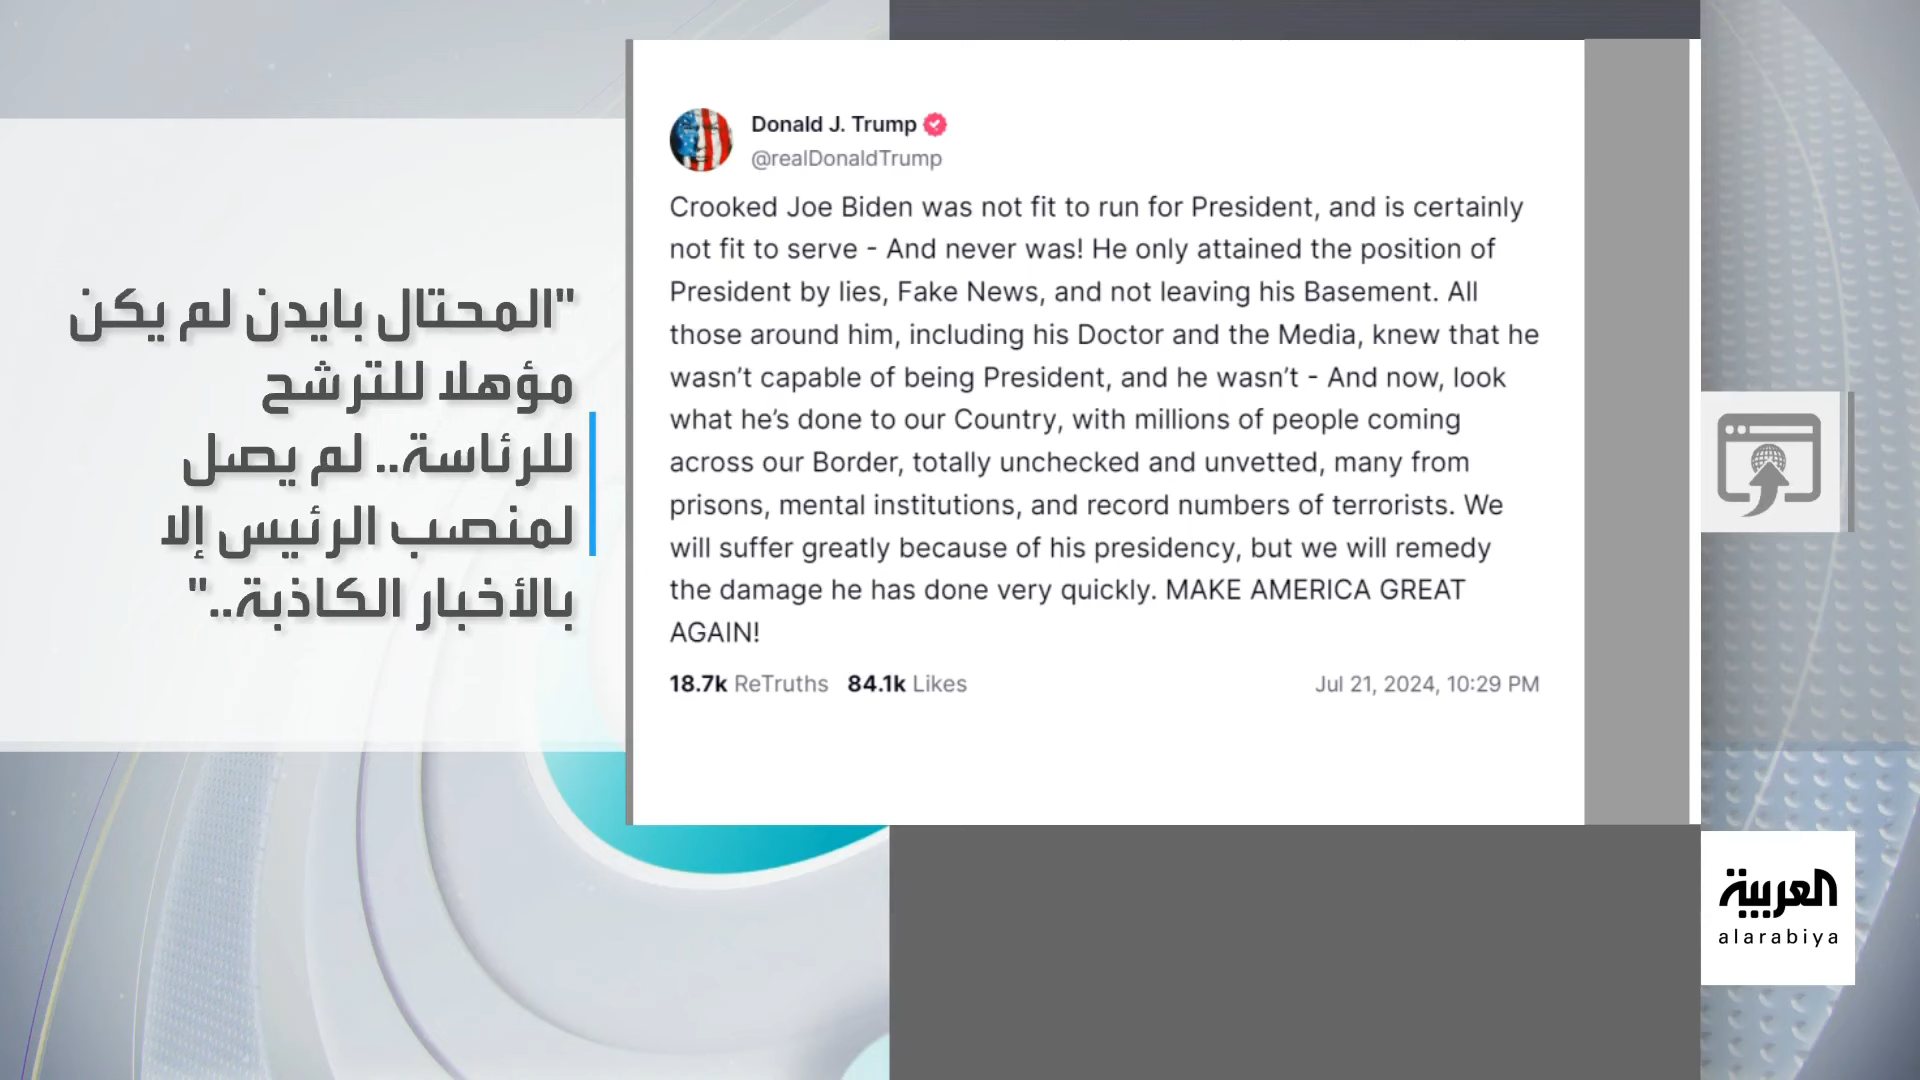 "المحتال بايدن لم يكن
مؤهلا للترشح
للرئاسة.. لم يصل
لمنصب الرئيس إلا
بالأخبار الكاذبة.."
Donald J. Trump
@realDonaldTrump
Crooked Joe Biden was not fit to run for President, and is certainly
not fit to serve - And never was! He only attained the position of
President by lies, Fake News, and not leaving his Basement. All
those around him, including his Doctor and the Media, knew that he
wasn’t capable of being President, and he wasn’t - And now, look
what he’s done to our Country, with millions of people coming
across our Border, totally unchecked and unvetted, many from
prisons, mental institutions, and record numbers of terrorists. We
will suffer greatly because of his presidency, but we will remedy
the damage he has done very quickly. MAKE AMERICA GREAT
AGAIN!
18.7k ReTruths 84.1k Likes Jul 21, 2024, 10:29 PM
العربية
alarabiya